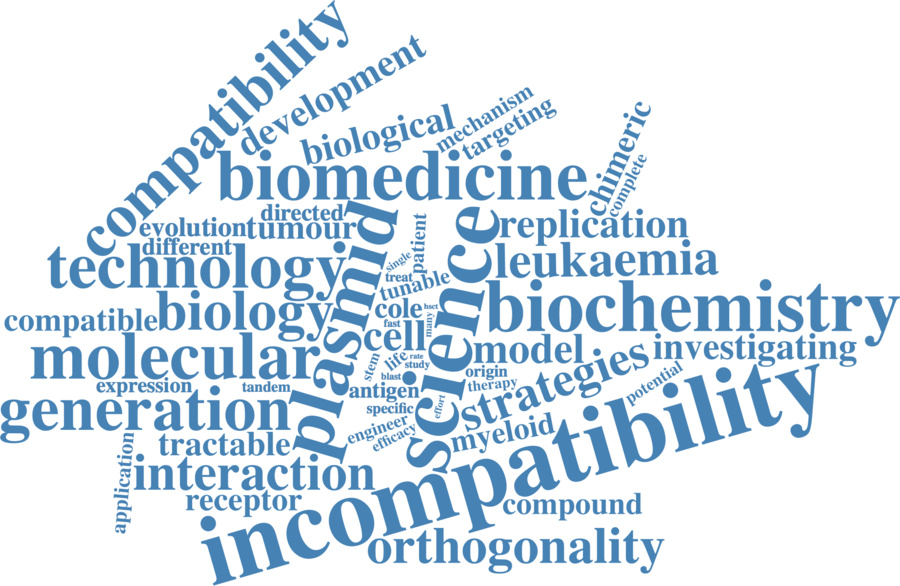 compatibility
development
biological
mechanism
targeting
chimeric
complete
biomedicine
directed
evolution
tumour
different
plasmid
patient
science
replication
technology
single
treat
tunable
leukaemia
compatible
biology
cole
hsct
fast
many
cell
biochemistry
molecular
stem
life
rate
study
blast
model
investigating
expression
tandem
antigen
origin
therapy
strategies
potential
generation
specific
effort
engineer
efficacy
myeloid
tractable
application
interaction
receptor
incompatibility
compound
orthogonality